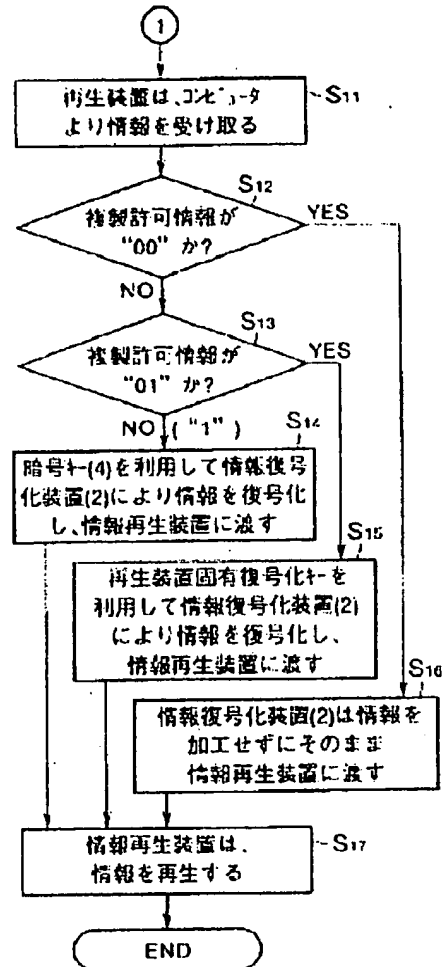 1
再生装置は、コンピュータ
より情報を受け取る
S11
複製許可情報が
"00" か?
S12
YES
NO
複製許可情報が
"01" か?
S13
YES
NO ( "1" )
S14
暗号キー(4)を利用して情報復号
化装置(2)により情報を復号化
し、情報再生装置に渡す
S15
再生装置固有復号化キーを
利用して情報復号化装置(2)
により情報を復号化し、
情報再生装置に渡す
S16
情報復号化装置(2)は情報を
加工せずにそのまま
情報再生装置に渡す
情報再生装置は、
情報を再生する
S17
END